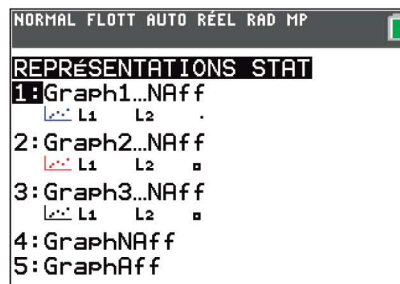 NORMAL FLOTT AUTO RÉEL RAD MP
REPRÉSENTATIONS STAT
1:Graph1…NAff
L1 L2 .
2:Graph2…NAff
L1 L2 □
3:Graph3…NAff
L1 L2 □
4:GraphNAff
5:GraphAff